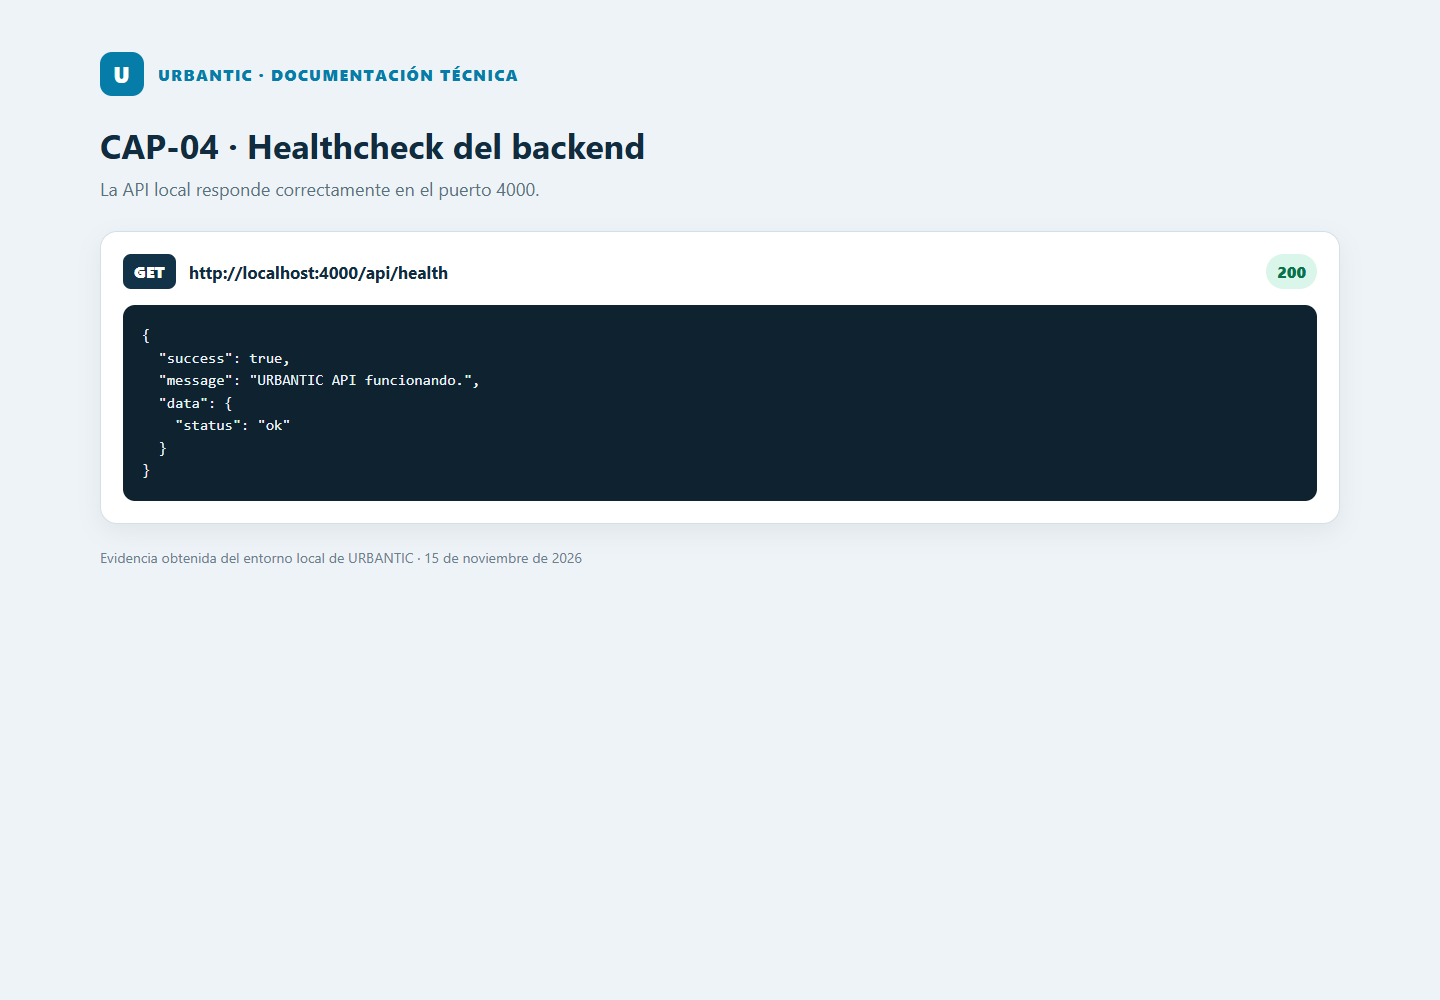 U
URBANTIC · DOCUMENTACIÓN TÉCNICA
CAP-04 · Healthcheck del backend
La API local responde correctamente en el puerto 4000.
GET http://localhost:4000/api/health 200
{
  "success": true,
  "message": "URBANTIC API funcionando.",
  "data": {
    "status": "ok"
  }
}
Evidencia obtenida del entorno local de URBANTIC · 15 de noviembre de 2026